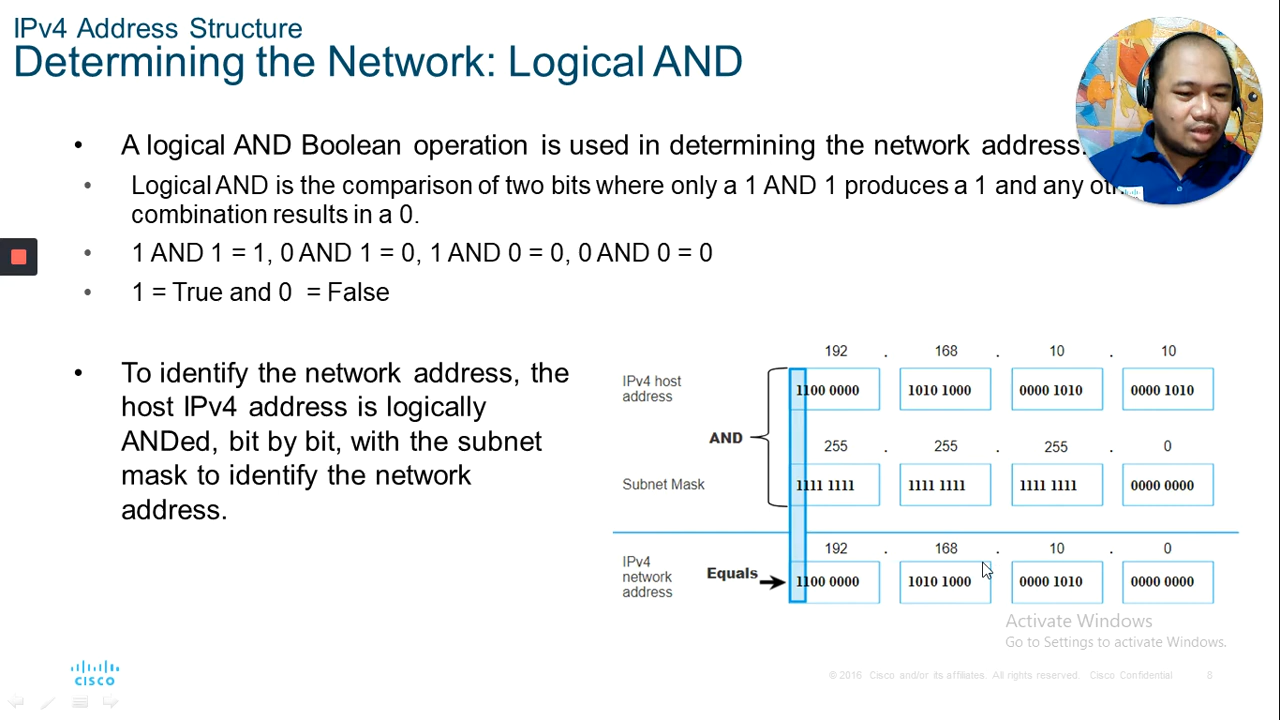 IPv4 Address Structure
Determining the Network: Logical AND
• A logical AND Boolean operation is used in determining the network address.
• Logical AND is the comparison of two bits where only a 1 AND 1 produces a 1 and any
combination results in a 0.
• 1 AND 1 = 1, 0 AND 1 = 0, 1 AND 0 = 0, 0 AND 0 = 0
• 1 = True and 0 = False
• To identify the network address, the
host IPv4 address is logically
ANDed, bit by bit, with the subnet
mask to identify the network
address.
192 . 168 . 10 . 10
IPv4 host
address
1100 0000 1010 1000 0000 1010 0000 1010
AND
255 . 255 . 255 . 0
Subnet Mask 1111 1111 1111 1111 1111 1111 0000 0000
192 . 168 . 10 . 0
IPv4
network
address
Equals
1100 0000 1010 1000 0000 1010 0000 0000
Activate Windows
Go to Settings to activate Windows.
CISCO
© 2016 Cisco and/or its affiliates. All rights reserved. Cisco Confidential 8